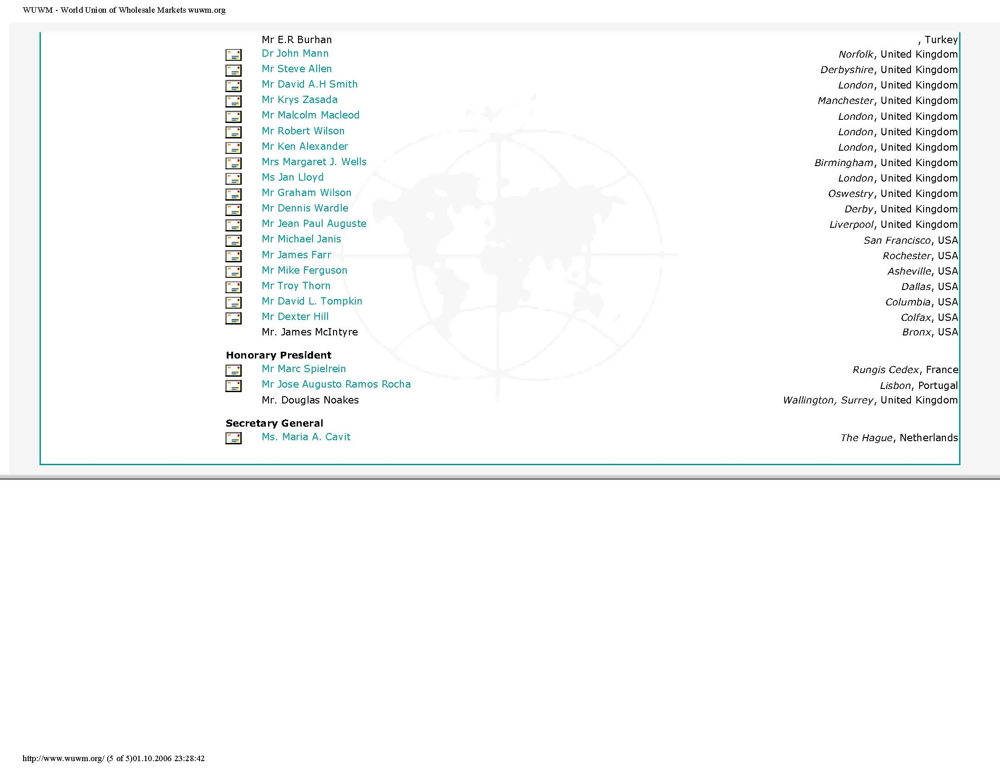 WUWM - World Union of Wholesale Markets wuwm.org
Mr E.R Burhan , Turkey
Dr John Mann Norfolk, United Kingdom
Mr Steve Allen Derbyshire, United Kingdom
Mr David A.H Smith London, United Kingdom
Mr Krys Zasada Manchester, United Kingdom
Mr Malcolm Macleod London, United Kingdom
Mr Robert Wilson London, United Kingdom
Mr Ken Alexander London, United Kingdom
Mrs Margaret J. Wells Birmingham, United Kingdom
Ms Jan Lloyd London, United Kingdom
Mr Graham Wilson Oswestry, United Kingdom
Mr Dennis Wardle Derby, United Kingdom
Mr Jean Paul Auguste Liverpool, United Kingdom
Mr Michael Janis San Francisco, USA
Mr James Farr Rochester, USA
Mr Mike Ferguson Asheville, USA
Mr Troy Thorn Dallas, USA
Mr David L. Tompkin Columbia, USA
Mr Dexter Hill Colfax, USA
Mr. James McIntyre Bronx, USA
Honorary President
Mr Marc Spielrein Rungis Cedex, France
Mr Jose Augusto Ramos Rocha Lisbon, Portugal
Mr. Douglas Noakes Wallington, Surrey, United Kingdom
Secretary General
Ms. Maria A. Cavit The Hague, Netherlands
http://www.wuwm.org/ (5 of 5)01.10.2006 23:28:42